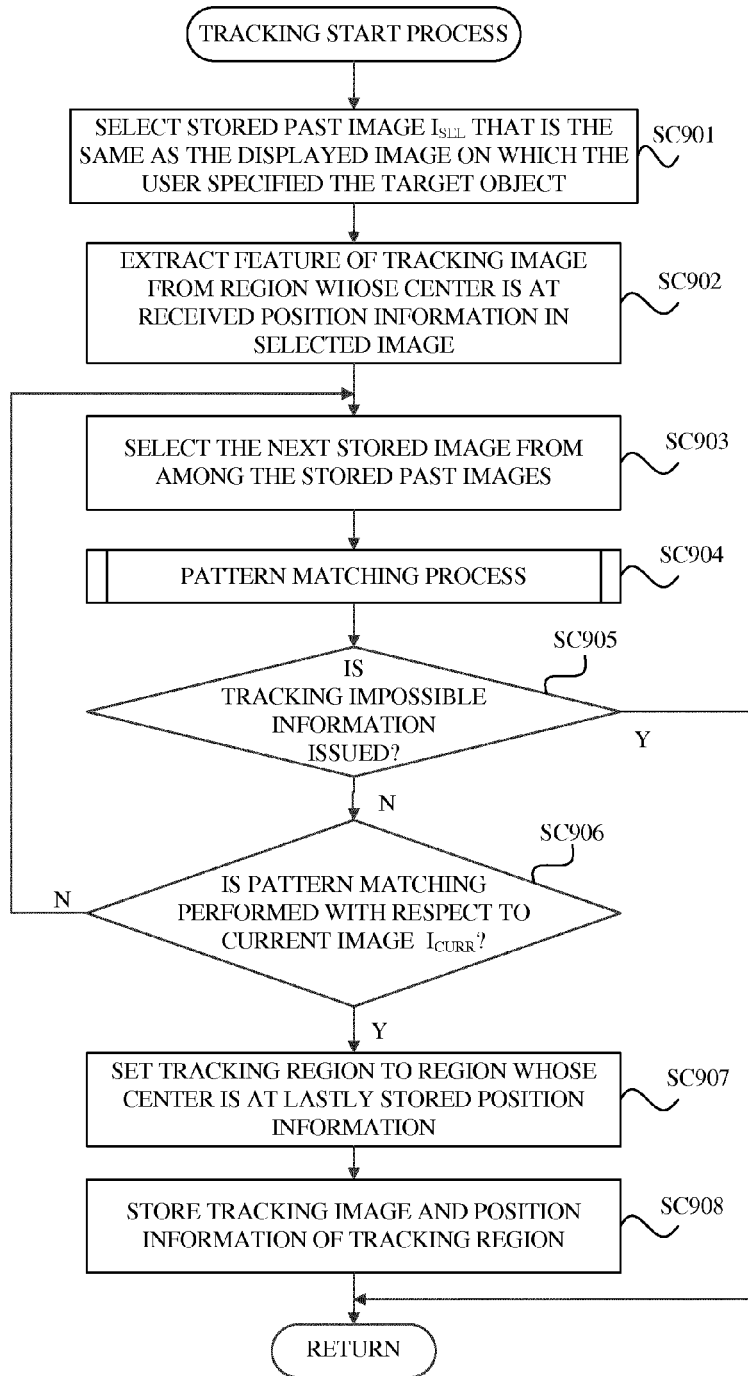 TRACKING START PROCESS
SELECT STORED PAST IMAGE I_SEL THAT IS THE
SAME AS THE DISPLAYED IMAGE ON WHICH THE
USER SPECIFIED THE TARGET OBJECT
SC901
EXTRACT FEATURE OF TRACKING IMAGE
FROM REGION WHOSE CENTER IS AT
RECEIVED POSITION INFORMATION IN
SELECTED IMAGE
SC902
SELECT THE NEXT STORED IMAGE FROM
AMONG THE STORED PAST IMAGES
SC903
PATTERN MATCHING PROCESS
SC904
IS
TRACKING IMPOSSIBLE
INFORMATION
ISSUED?
SC905
Y
N
IS PATTERN MATCHING
PERFORMED WITH RESPECT TO
CURRENT IMAGE I_CURR?
SC906
N
Y
SET TRACKING REGION TO REGION WHOSE
CENTER IS AT LASTLY STORED POSITION
INFORMATION
SC907
STORE TRACKING IMAGE AND POSITION
INFORMATION OF TRACKING REGION
SC908
RETURN